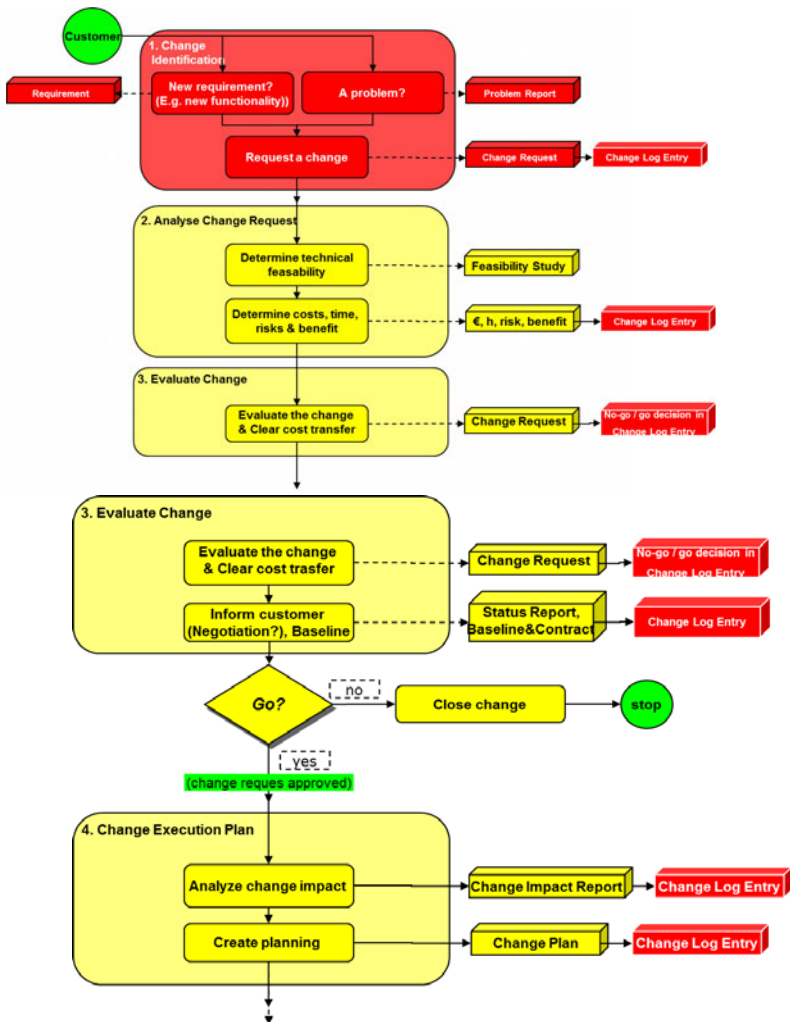 Customer
1. Change
Identification
New requirement?
(E.g. new functionality))
A problem?
Requirement
Problem Report
Request a change
Change Request
Change Log Entry
2. Analyse Change Request
Determine technical
feasability
Feasibility Study
Determine costs, time,
risks & benefit
€, h, risk, benefit
Change Log Entry
3. Evaluate Change
Evaluate the change
& Clear cost transfer
Change Request
No-go / go decision in
Change Log Entry
3. Evaluate Change
Evaluate the change
& Clear cost trasfer
Change Request
No-go / go decision in
Change Log Entry
Inform customer
(Negotiation?), Baseline
Status Report,
Baseline&Contract
Change Log Entry
Go?
no
Close change
stop
yes
(change reques approved)
4. Change Execution Plan
Analyze change impact
Change Impact Report
Change Log Entry
Create planning
Change Plan
Change Log Entry